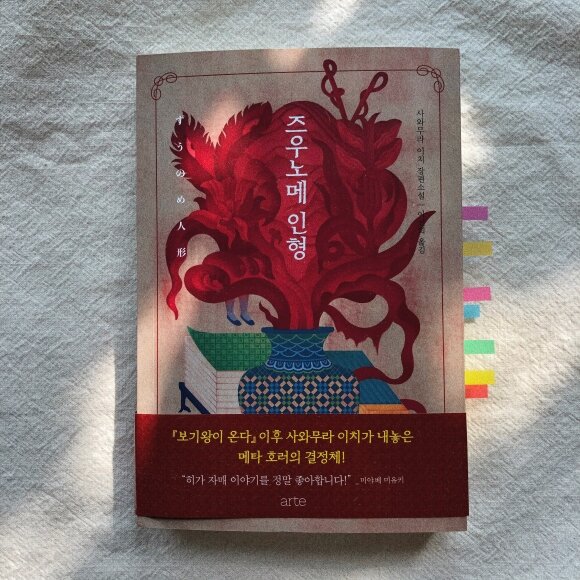 즈우노메 인형
ずうのめ人形
사와무라 이치 장편소설
옮김
『보기왕이 온다』 이후 사와무라 이치가 내놓은
메타 호러의 결정체!
“히가 자매 이야기를 정말 좋아합니다!” 미야베 미유키
arte